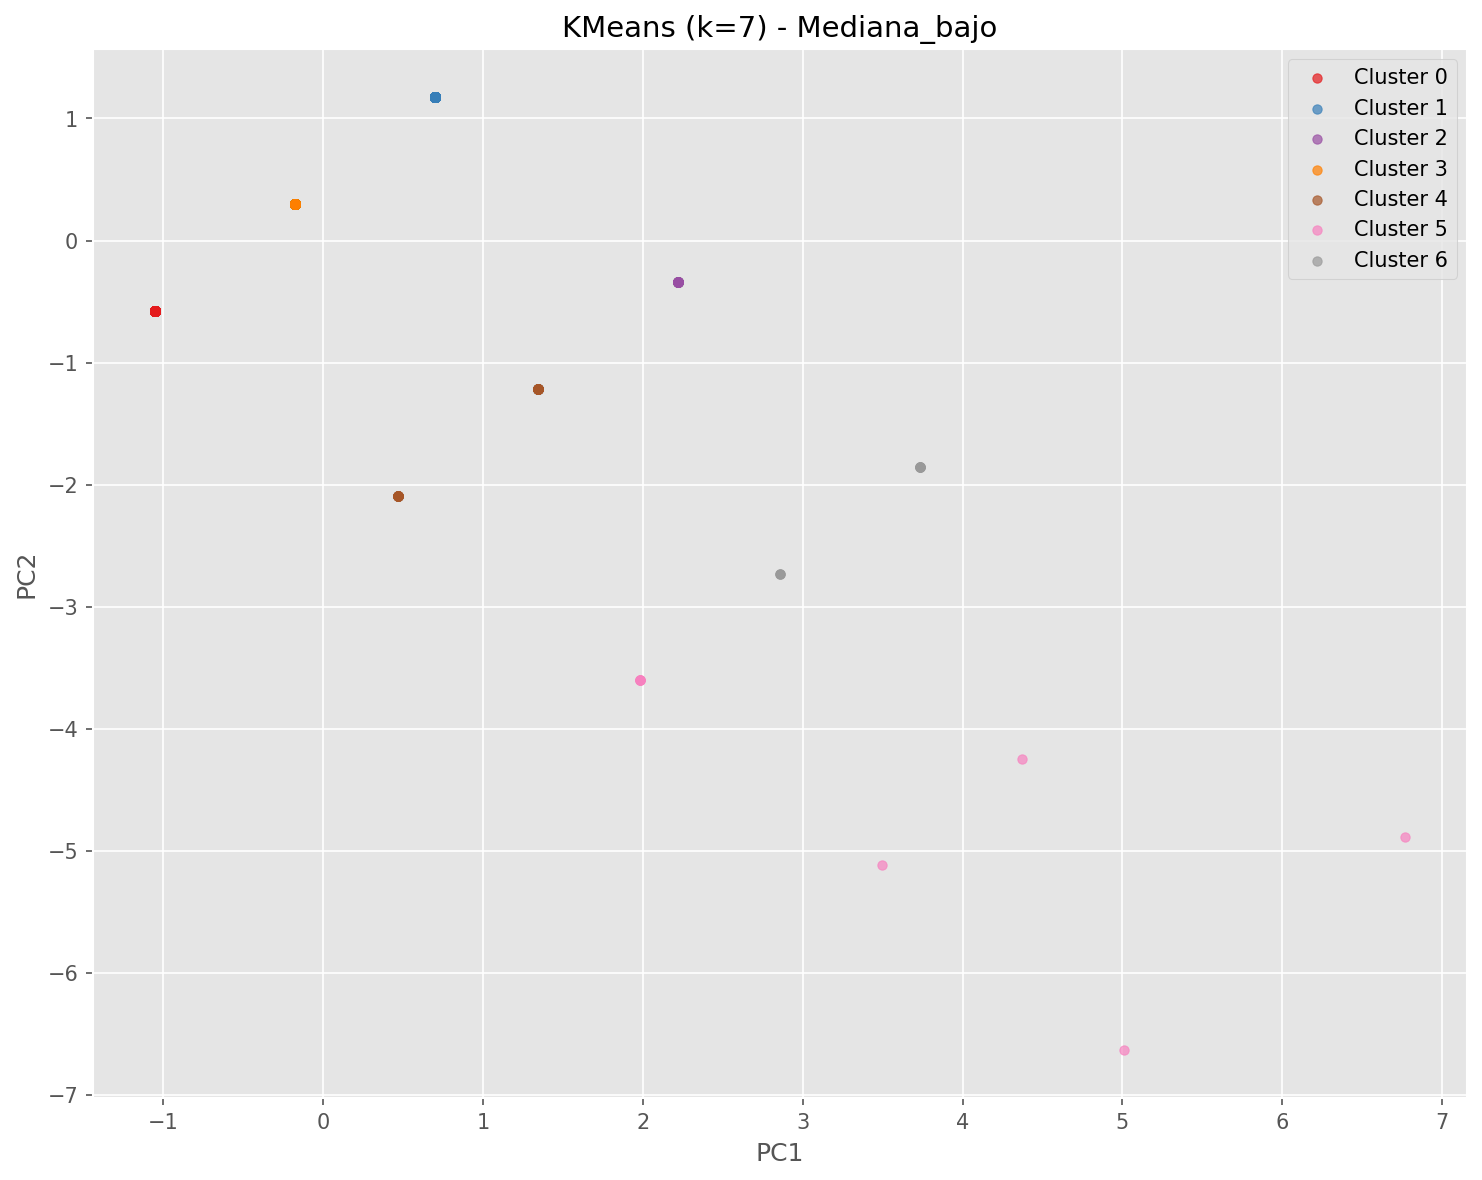 KMeans (k=7) - Mediana_bajo
Cluster 0
Cluster 1
Cluster 2
Cluster 3
Cluster 4
Cluster 5
Cluster 6
1
0
−1
−2
−3
−4
−5
−6
−7
PC2
−1 0 1 2 3 4 5 6 7
PC1